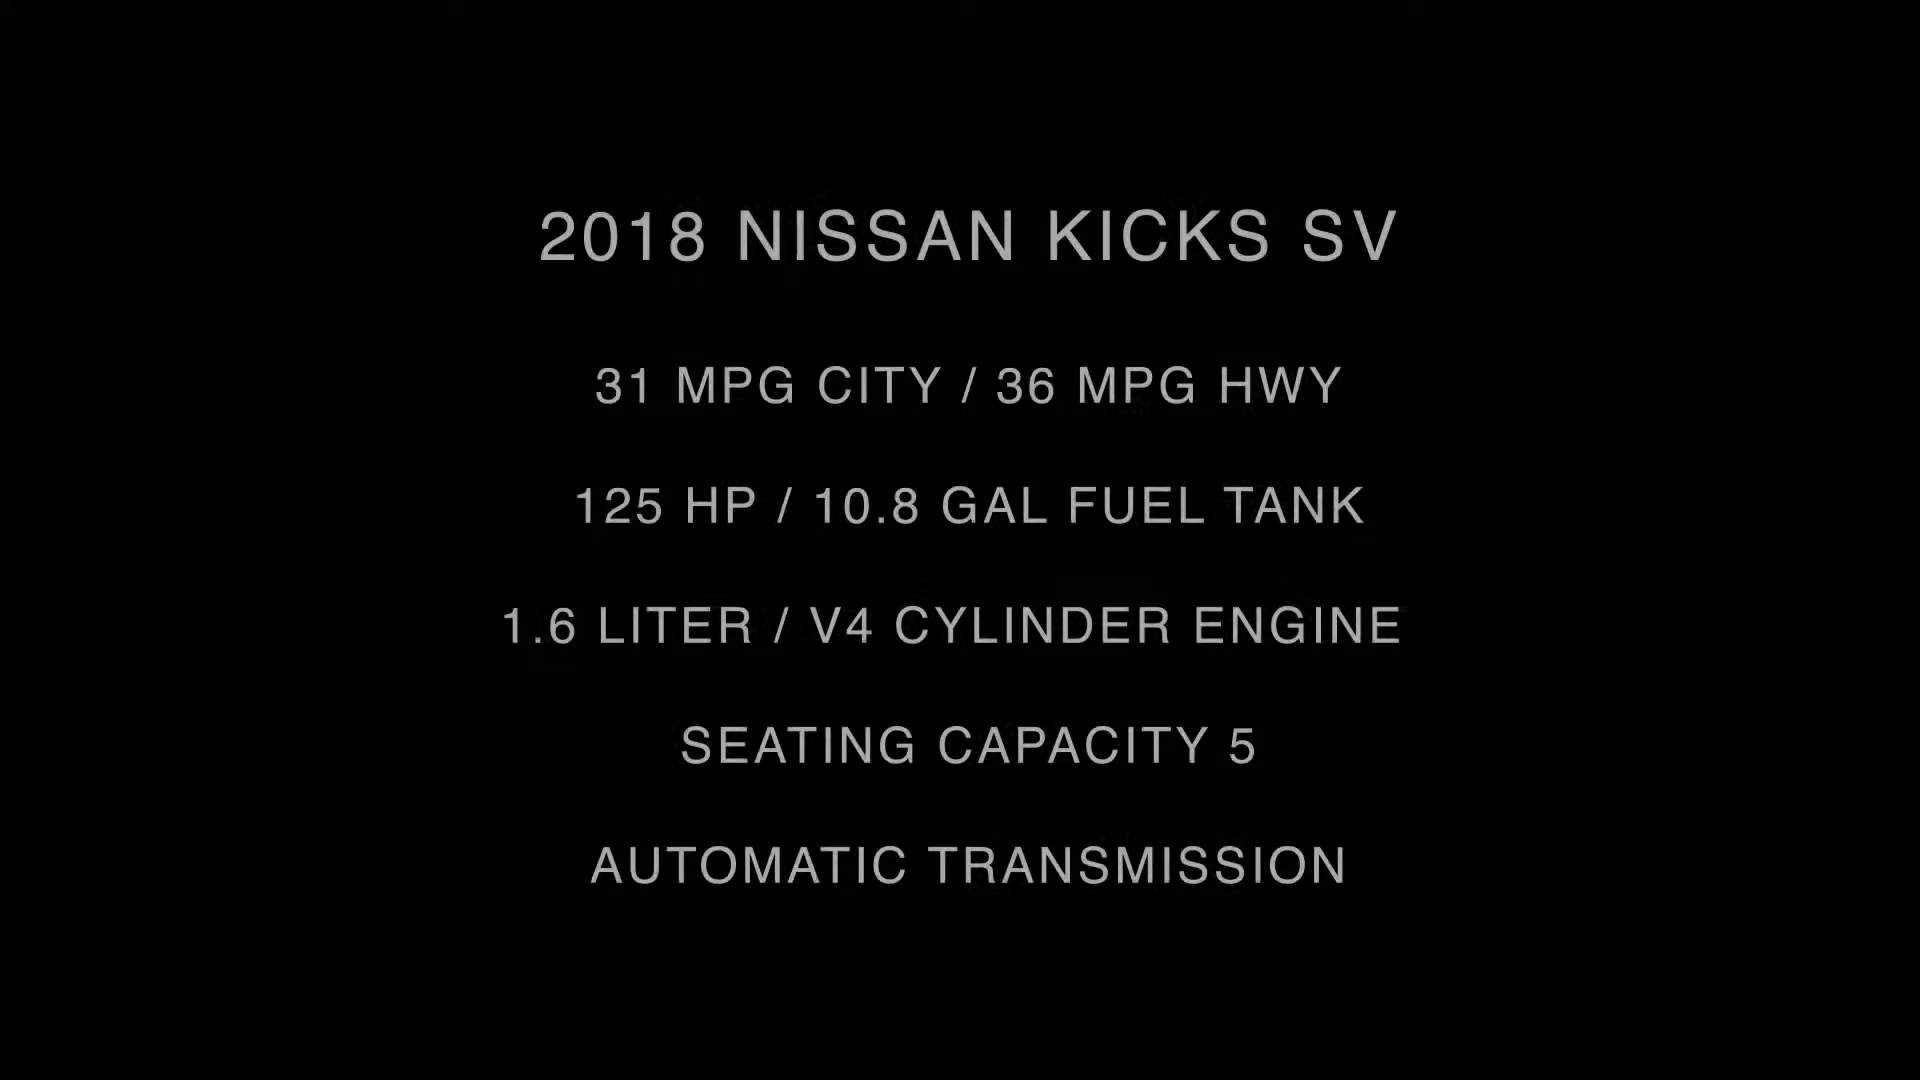 2018 NISSAN KICKS SV
31 MPG CITY / 36 MPG HWY
125 HP / 10.8 GAL FUEL TANK
1.6 LITER / V4 CYLINDER ENGINE
SEATING CAPACITY 5
AUTOMATIC TRANSMISSION